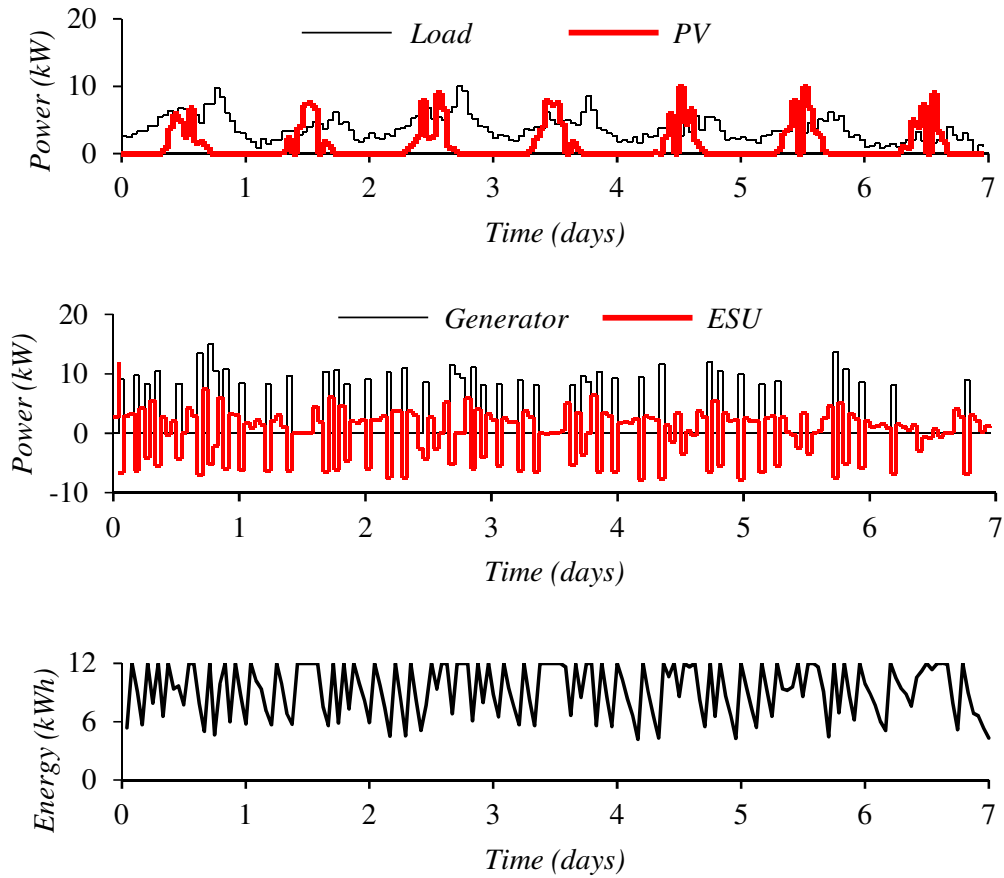 Load PV
Power (kW)
20
10
0
0 1 2 3 4 5 6 7
Time (days)
Generator ESU
Power (kW)
20
10
0
-10
0 1 2 3 4 5 6 7
Time (days)
Energy (kWh)
12
6
0
0 1 2 3 4 5 6 7
Time (days)